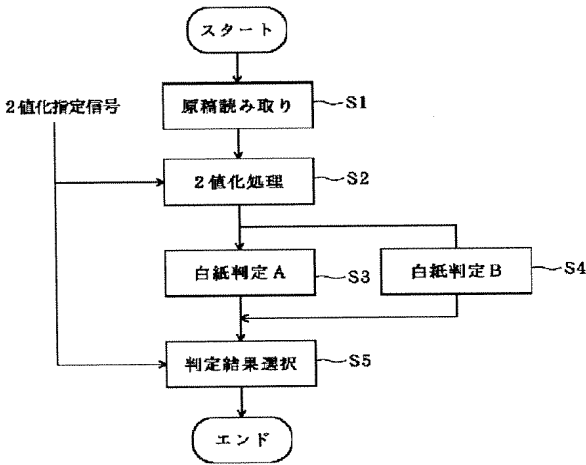 スタート
2値化指定信号
原稿読み取り
S1
2値化処理
S2
白紙判定A
S3
白紙判定B
S4
判定結果選択
S5
エンド